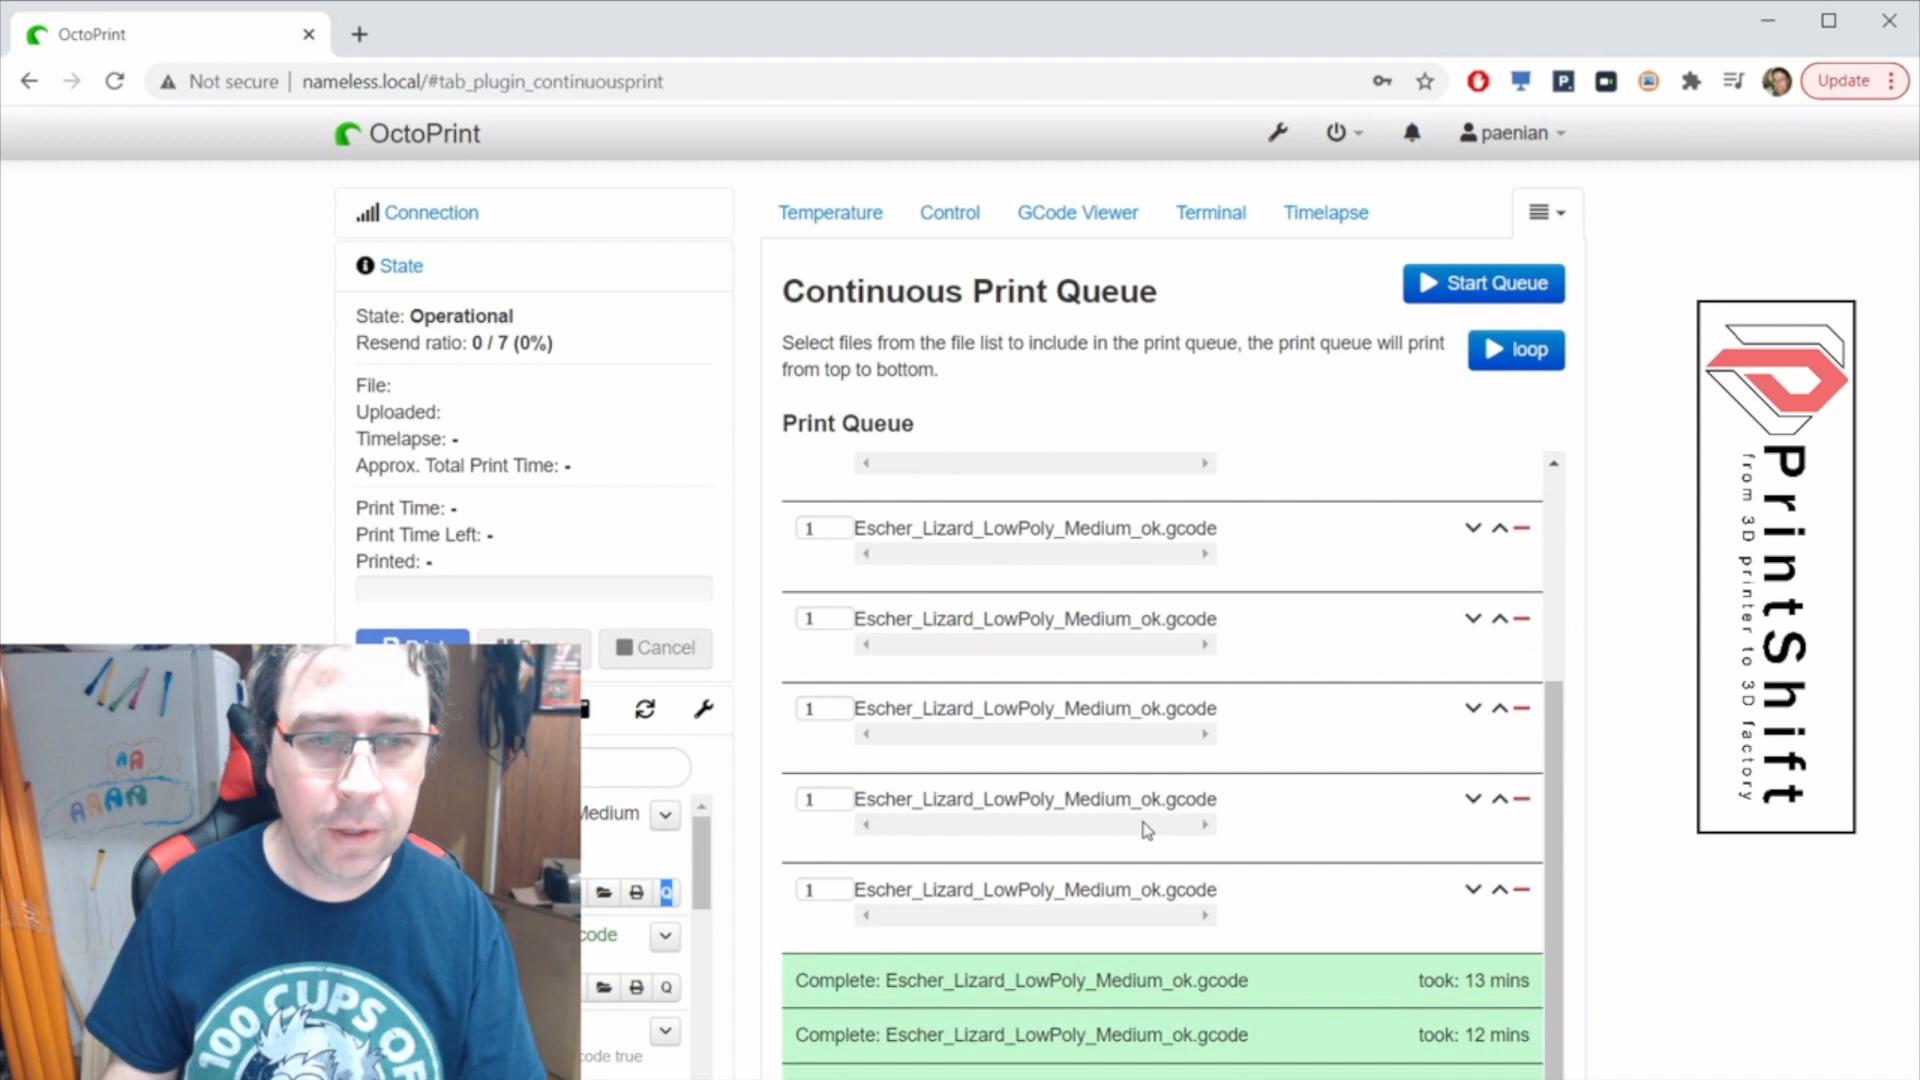 OctoPrint
Not secure
nameless.local/#tab_plugin_continuousprint
Update
OctoPrint
paenian
Connection
State
State: Operational
Resend ratio: 0 / 7 (0%)
File:
Uploaded:
Timelapse: -
Approx. Total Print Time: -
Print Time: -
Print Time Left: -
Printed: -
Cancel
Medium
Q
code
Q
code true
Temperature
Control
GCode Viewer
Terminal
Timelapse
Continuous Print Queue
Start Queue
Select files from the file list to include in the print queue, the print queue will print
from top to bottom.
loop
Print Queue
1 Escher_Lizard_LowPoly_Medium_ok.gcode
1 Escher_Lizard_LowPoly_Medium_ok.gcode
1 Escher_Lizard_LowPoly_Medium_ok.gcode
1 Escher_Lizard_LowPoly_Medium_ok.gcode
1 Escher_Lizard_LowPoly_Medium_ok.gcode
Complete: Escher_Lizard_LowPoly_Medium_ok.gcode took: 13 mins
Complete: Escher_Lizard_LowPoly_Medium_ok.gcode took: 12 mins
PrintShift
from 3D printer to 3D factory
100 CUPS OF